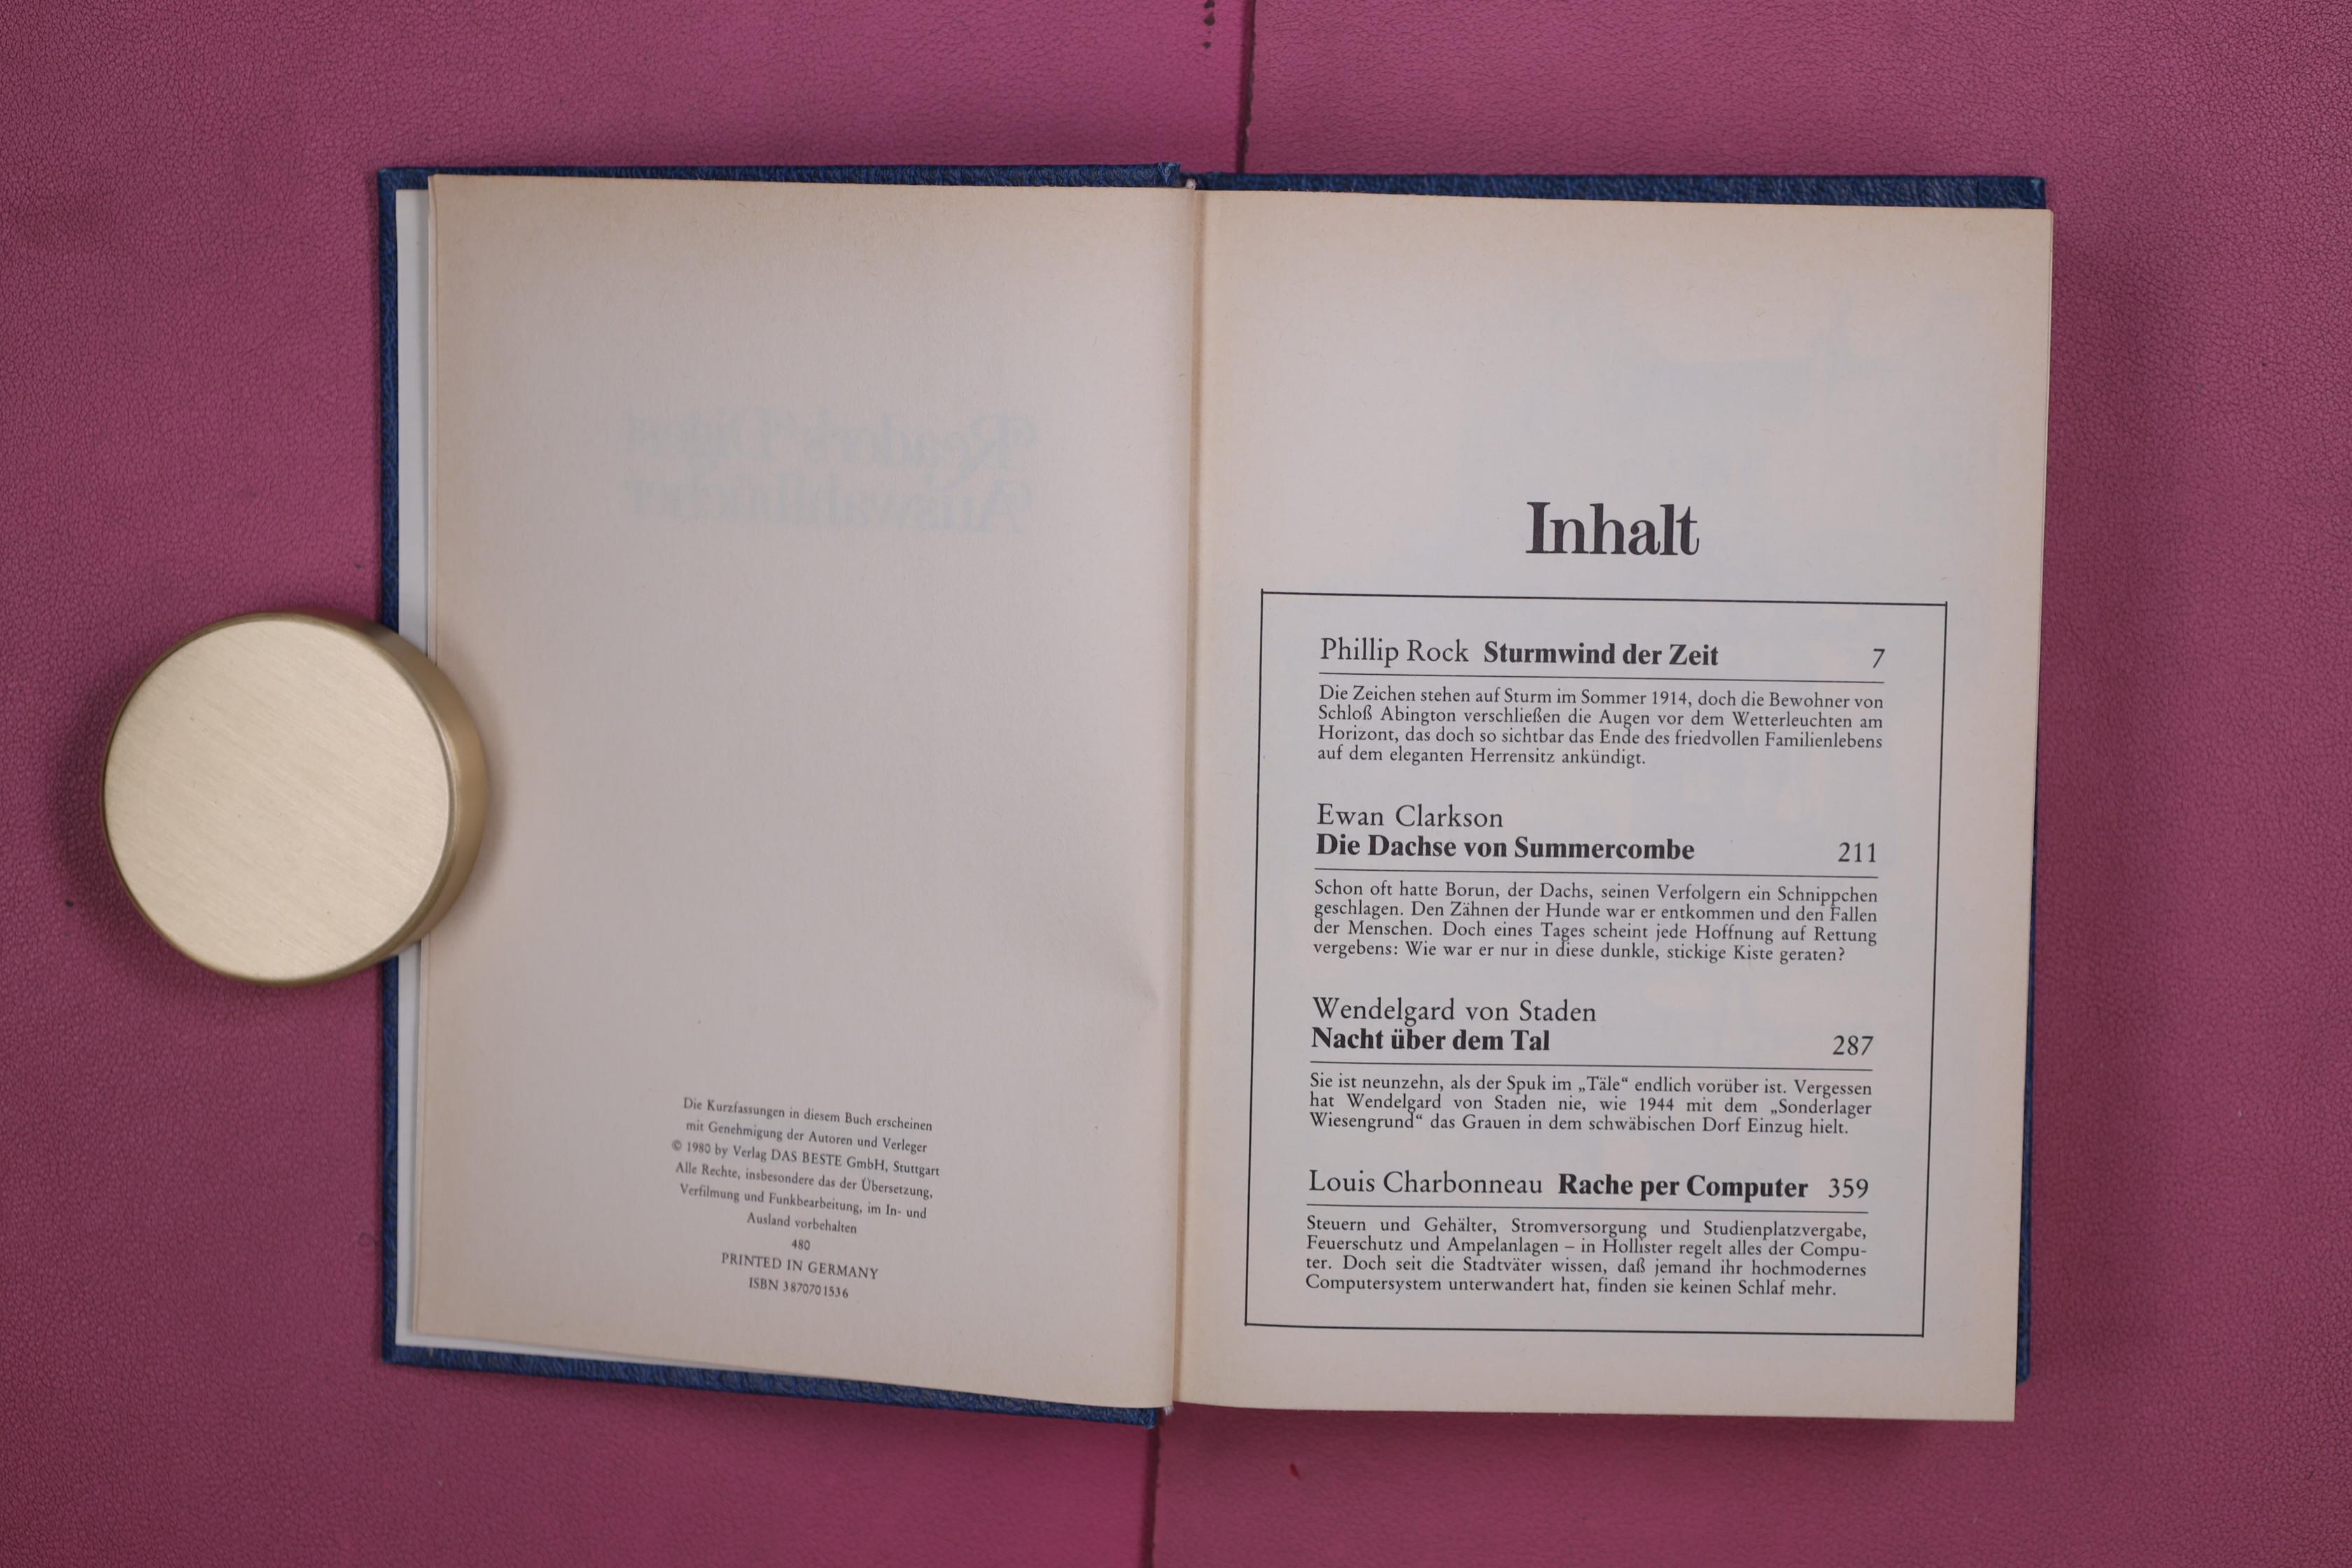 Reader's Digest
Auswahlbücher
Die Kurzfassungen in diesem Buch erscheinen
mit Genehmigung der Autoren und Verleger
© 1980 by Verlag DAS BESTE GmbH, Stuttgart
Alle Rechte, insbesondere das der Übersetzung,
Verfilmung und Funkbearbeitung, im In- und
Ausland vorbehalten
480
PRINTED IN GERMANY
ISBN 3870701536
Inhalt
Phillip Rock Sturmwind der Zeit 7
Die Zeichen stehen auf Sturm im Sommer 1914, doch die Bewohner von
Schloß Abington verschließen die Augen vor dem Wetterleuchten am
Horizont, das doch so sichtbar das Ende des friedvollen Familienlebens
auf dem eleganten Herrensitz ankündigt.
Ewan Clarkson
Die Dachse von Summercombe 211
Schon oft hatte Borun, der Dachs, seinen Verfolgern ein Schnippchen
geschlagen. Den Zähnen der Hunde war er entkommen und den Fallen
der Menschen. Doch eines Tages scheint jede Hoffnung auf Rettung
vergebens: Wie war er nur in diese dunkle, stickige Kiste geraten?
Wendelgard von Staden
Nacht über dem Tal 287
Sie ist neunzehn, als der Spuk im „Täle“ endlich vorüber ist. Vergessen
hat Wendelgard von Staden nie, wie 1944 mit dem „Sonderlager
Wiesengrund“ das Grauen in dem schwäbischen Dorf Einzug hielt.
Louis Charbonneau Rache per Computer 359
Steuern und Gehälter, Stromversorgung und Studienplatzvergabe,
Feuerschutz und Ampelanlagen – in Hollister regelt alles der Compu-
ter. Doch seit die Stadtväter wissen, daß jemand ihr hochmodernes
Computersystem unterwandert hat, finden sie keinen Schlaf mehr.